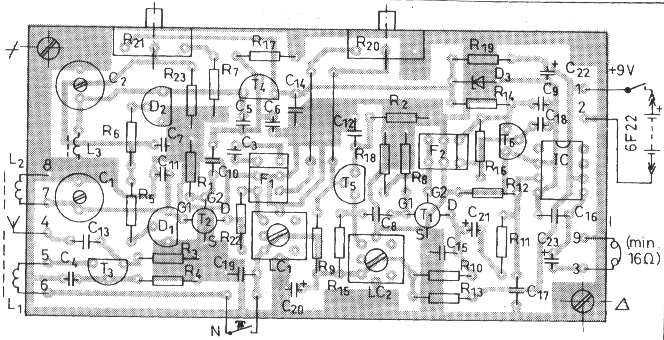 R21
R17
R20
R19
C22
+9V
C2
R23
R7
T4
C14
D3
C9
1
D2
C5
C6
R2
R14
C18
2
6F22
R6
C7
C12
T6
L3
C3
R18
F2
R16
IC
L2
8
C11
C10
F1
T5
R8
7
C1
R5
R1
G2
G2
R12
G1
D
G1
D
4
D1
T2
C8
T1
C21
C16
C13
S
R22
S
R11
9
(min. 16Ω)
5
C4
T3
R3
C19
LC1
R9
C15
C23
R4
R15
R10
3
6
C20
LC2
R13
C17
L1
N